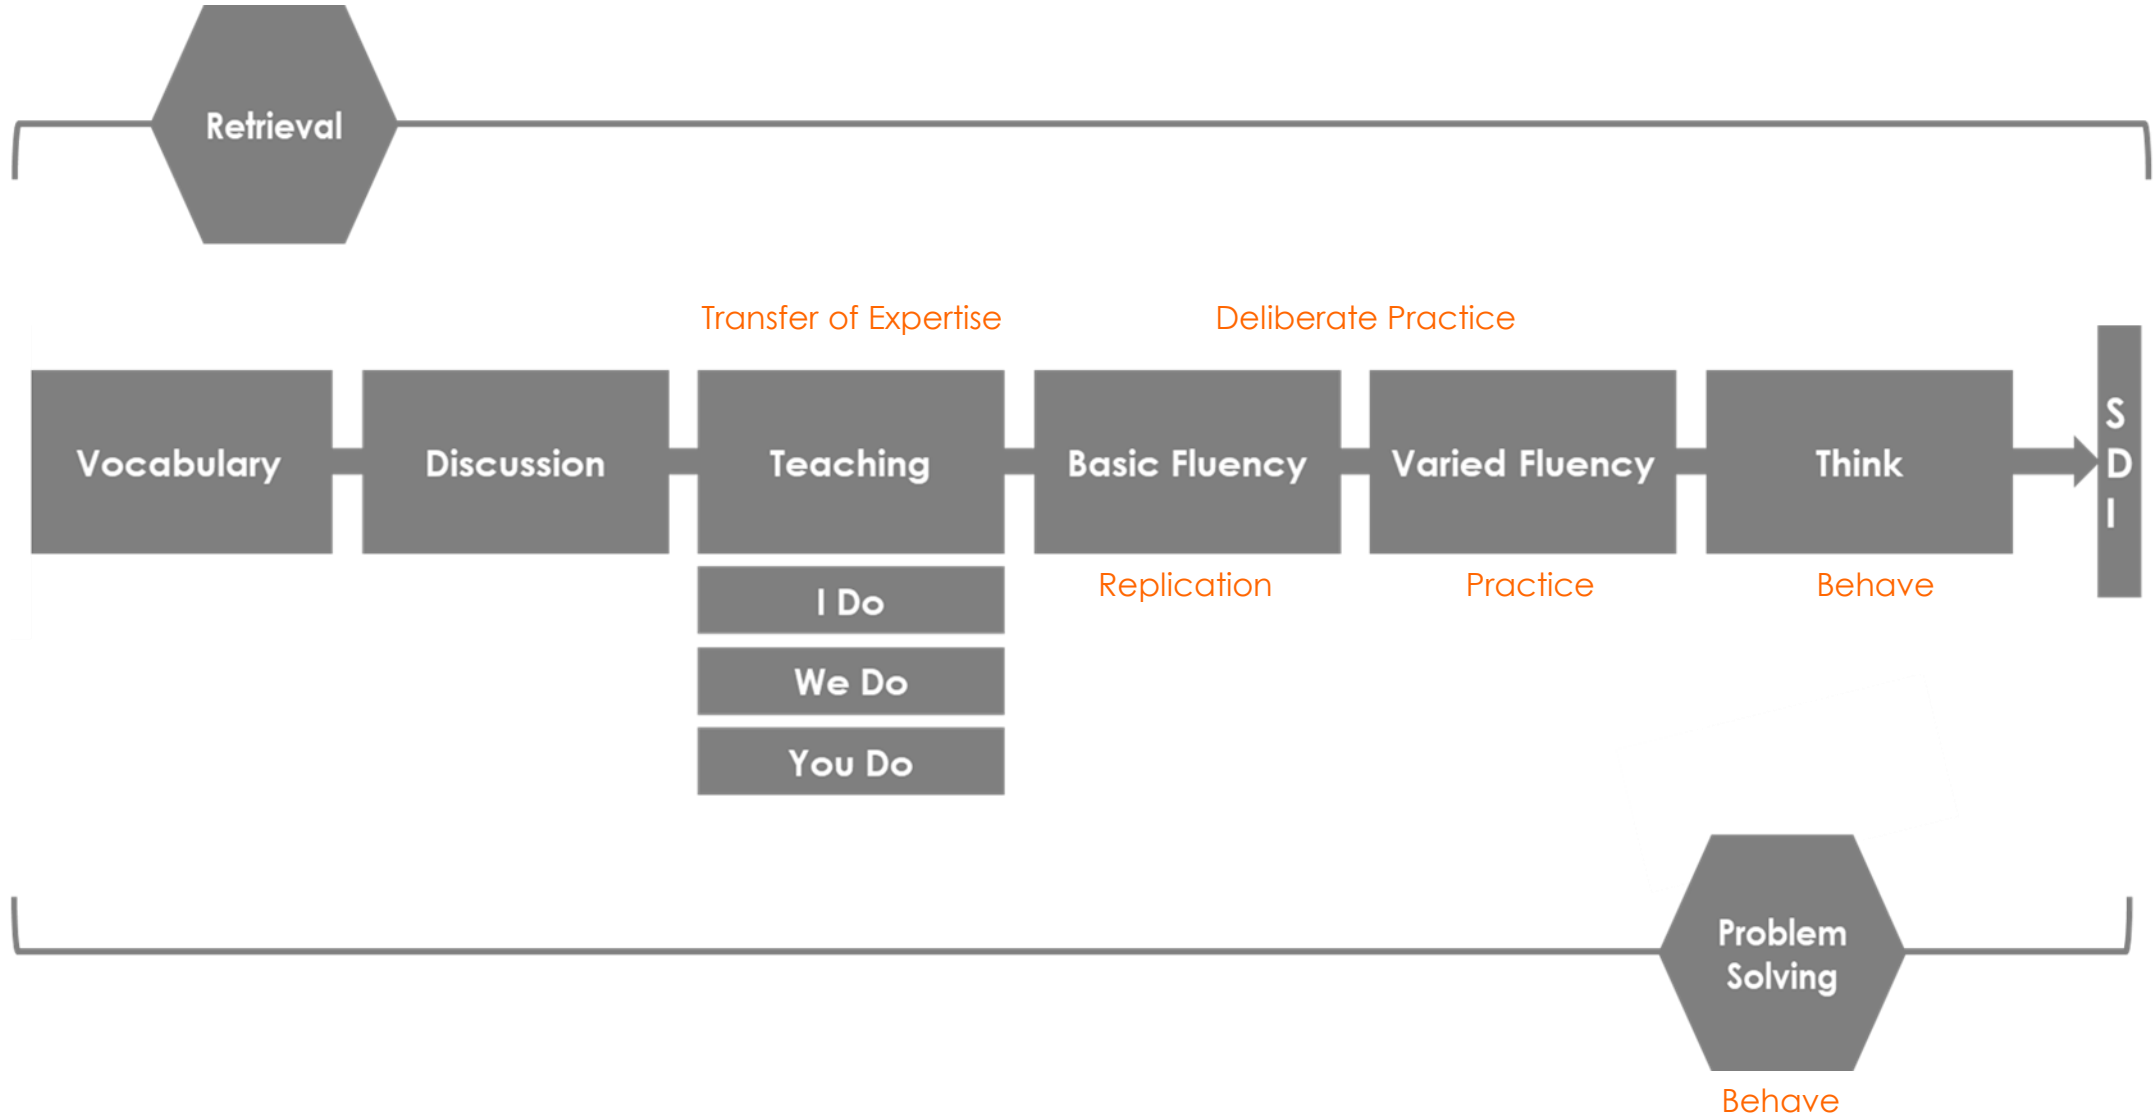 Retrieval
Transfer of Expertise
Deliberate Practice
Vocabulary
Discussion
Teaching
Basic Fluency
Varied Fluency
Think
S
D
I
Replication
Practice
Behave
I Do
We Do
You Do
Problem
Solving
Behave